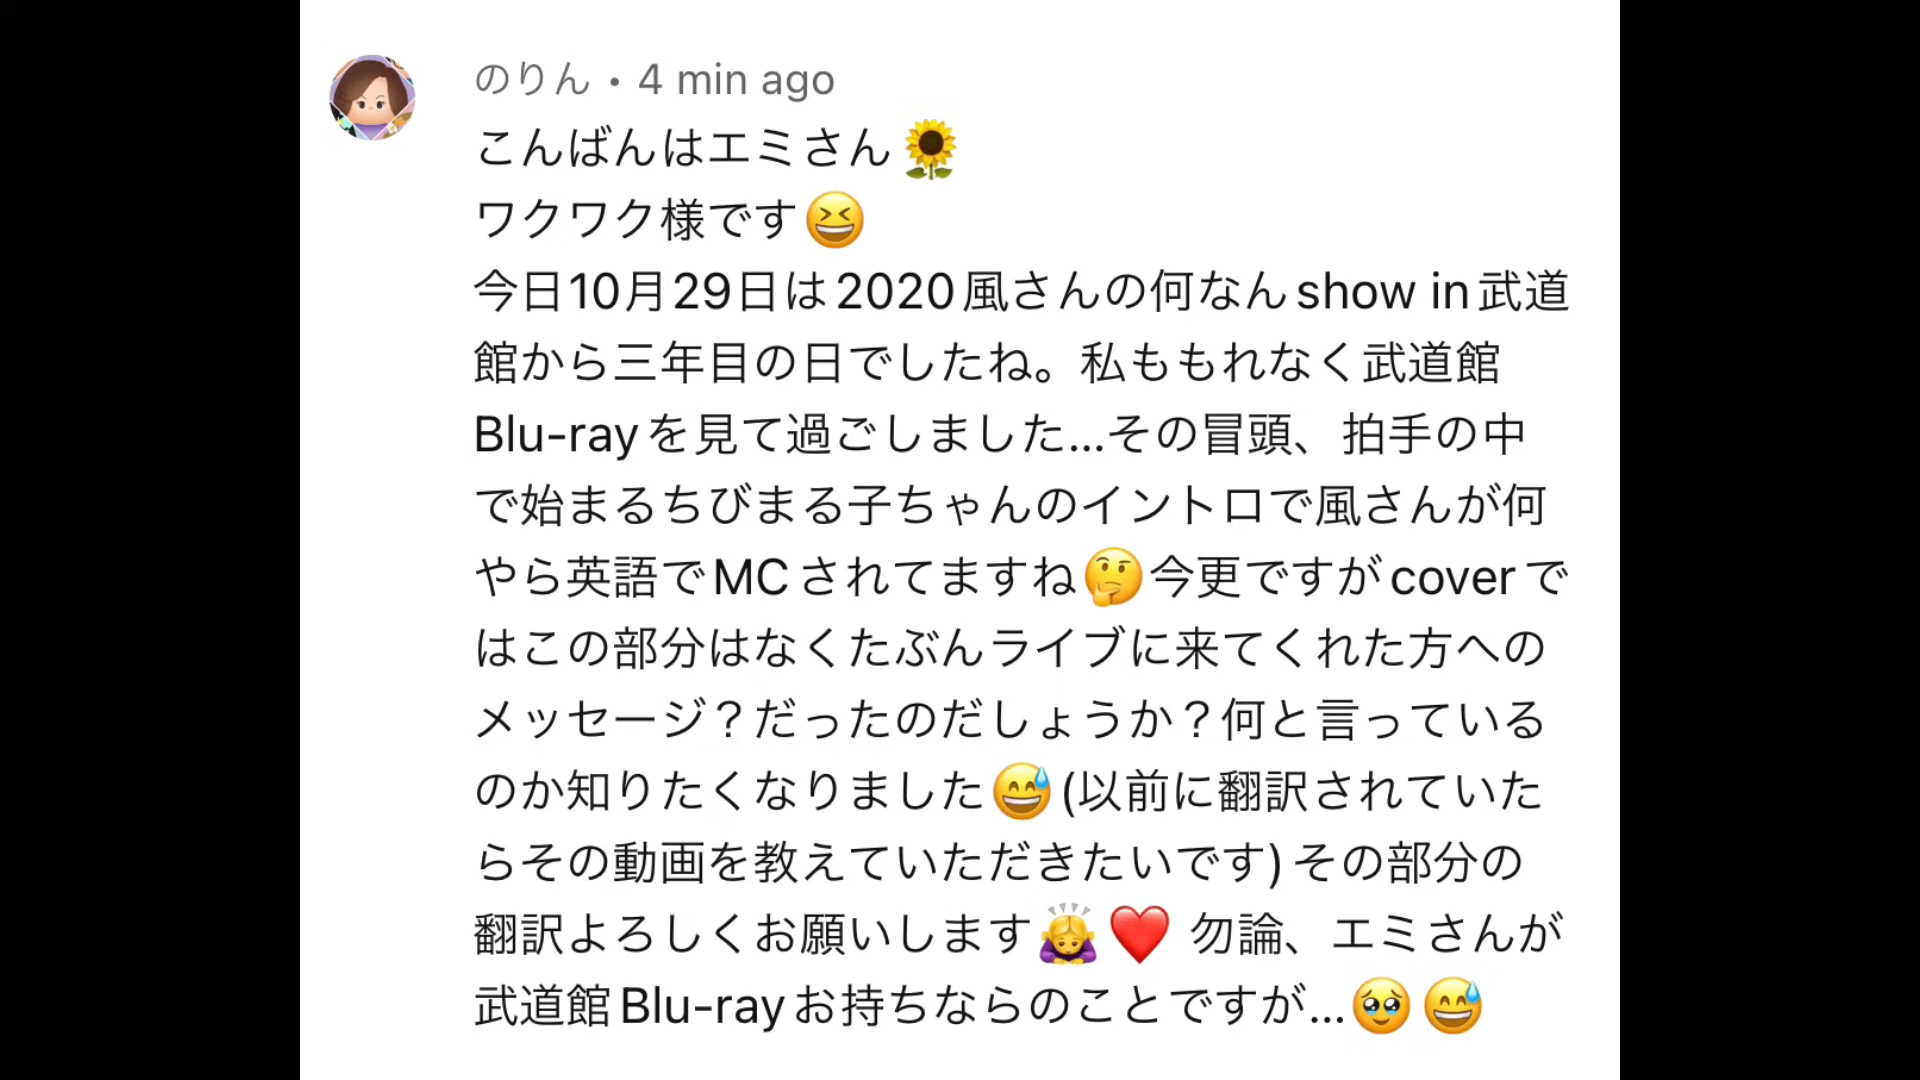 のりん • 4 min ago
こんばんはエミさん🌻
ワクワク様です😆
今日10月29日は2020風さんの何なんshow in武道
館から三年目の日でしたね。私ももれなく武道館
Blu-rayを見て過ごしました…その冒頭、拍手の中
で始まるちびまる子ちゃんのイントロで風さんが何
やら英語でMCされてますね🤔今更ですがcoverで
はこの部分はなくたぶんライブに来てくれた方への
メッセージ？だったのだしょうか？何と言っている
のか知りたくなりました😅(以前に翻訳されていた
らその動画を教えていただきたいです)その部分の
翻訳よろしくお願いします🙇‍♀️❤️ 勿論、エミさんが
武道館Blu-rayお持ちならのことですが…🥹😅